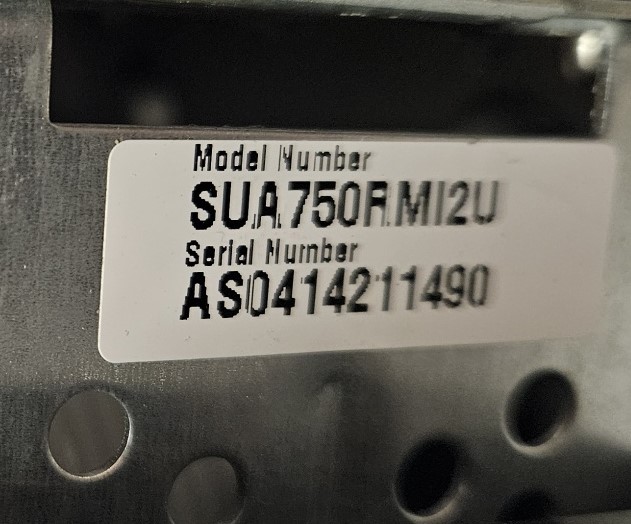 Model Number
SUA750RMI2U
Serial Number
AS0414211490